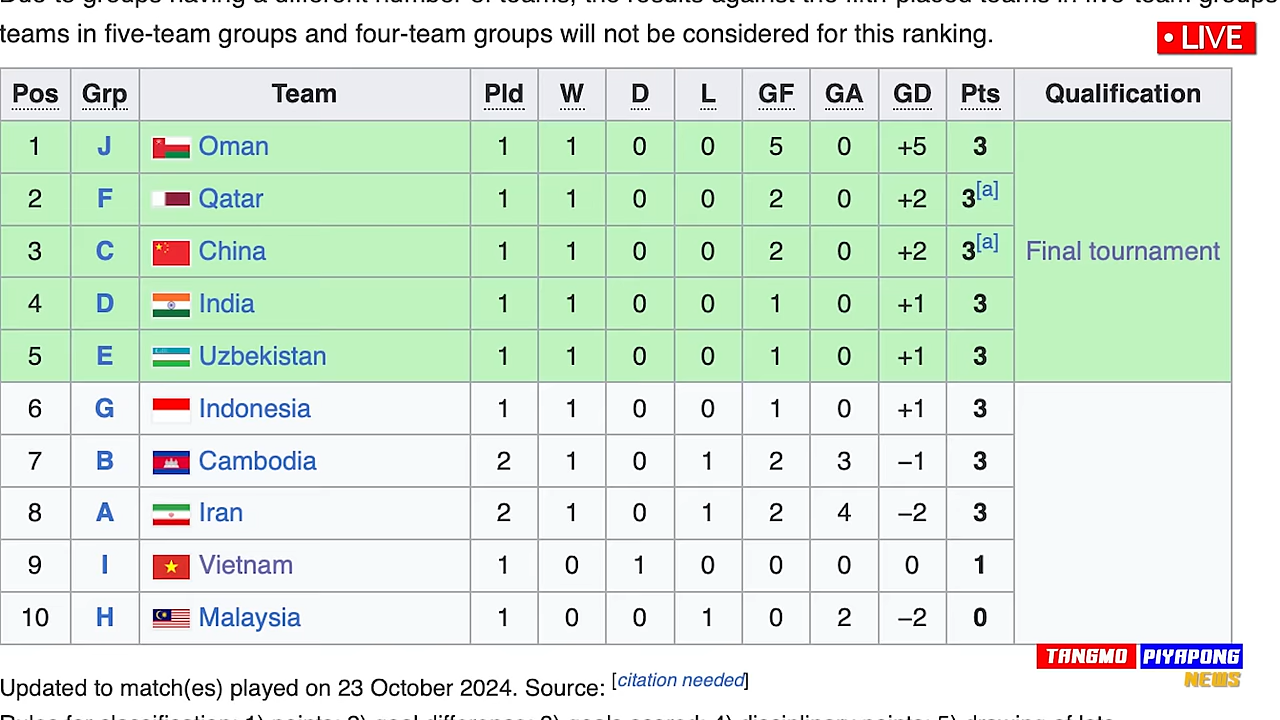 Due to groups having a different number of teams, the results against the fifth-placed teams in five-team groups
teams in five-team groups and four-team groups will not be considered for this ranking.
• LIVE
Pos Grp Team Pld W D L GF GA GD Pts Qualification
1 J Oman 1 1 0 0 5 0 +5 3
2 F Qatar 1 1 0 0 2 0 +2 3[a]
3 C China 1 1 0 0 2 0 +2 3[a] Final tournament
4 D India 1 1 0 0 1 0 +1 3
5 E Uzbekistan 1 1 0 0 1 0 +1 3
6 G Indonesia 1 1 0 0 1 0 +1 3
7 B Cambodia 2 1 0 1 2 3 −1 3
8 A Iran 2 1 0 1 2 4 −2 3
9 I Vietnam 1 0 1 0 0 0 0 1
10 H Malaysia 1 0 0 1 0 2 −2 0
TANGMO PIYAPONG
NEWS
Updated to match(es) played on 23 October 2024. Source: [citation needed]
Rules for classification: 1) points; 2) goal difference; 3) goals scored; 4) disciplinary points; 5) drawing of lots.